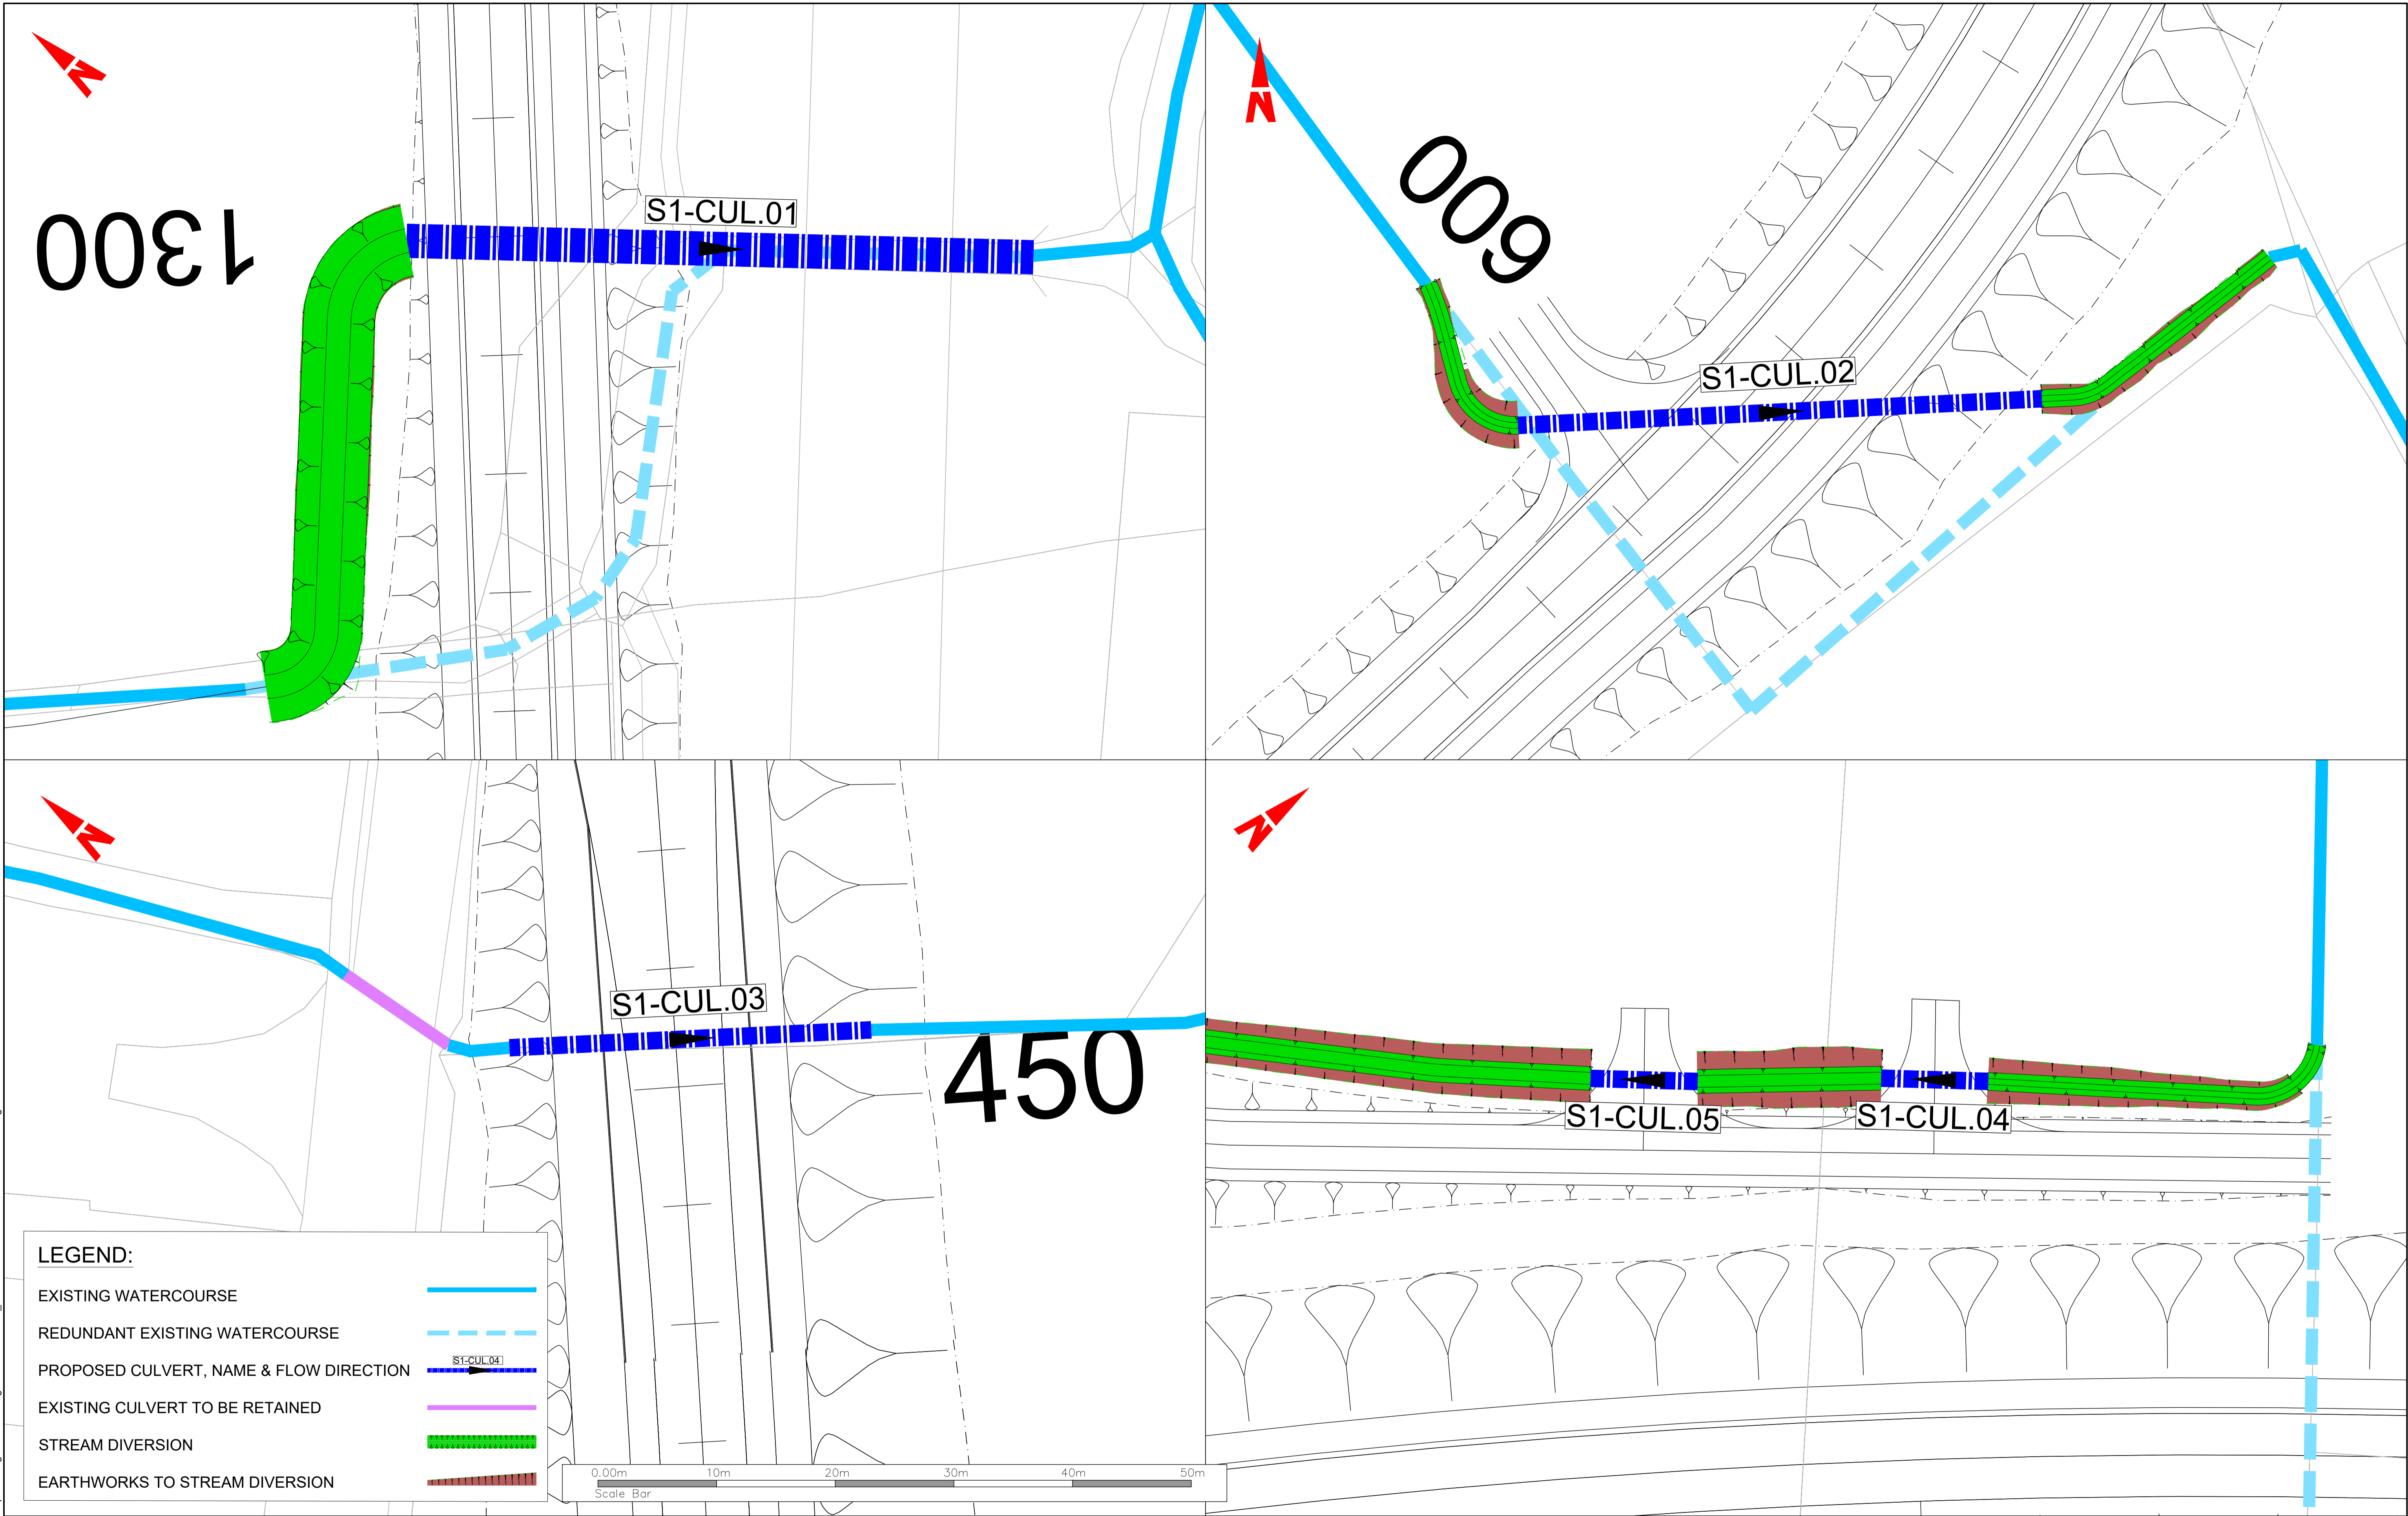 N
1300
S1-CUL.01
N
600
S1-CUL.02
N
S1-CUL.03
450
N
S1-CUL.05
S1-CUL.04
LEGEND:
EXISTING WATERCOURSE
REDUNDANT EXISTING WATERCOURSE
PROPOSED CULVERT, NAME & FLOW DIRECTION
S1-CUL.04
EXISTING CULVERT TO BE RETAINED
STREAM DIVERSION
EARTHWORKS TO STREAM DIVERSION
0.00m 10m 20m 30m 40m 50m
Scale Bar